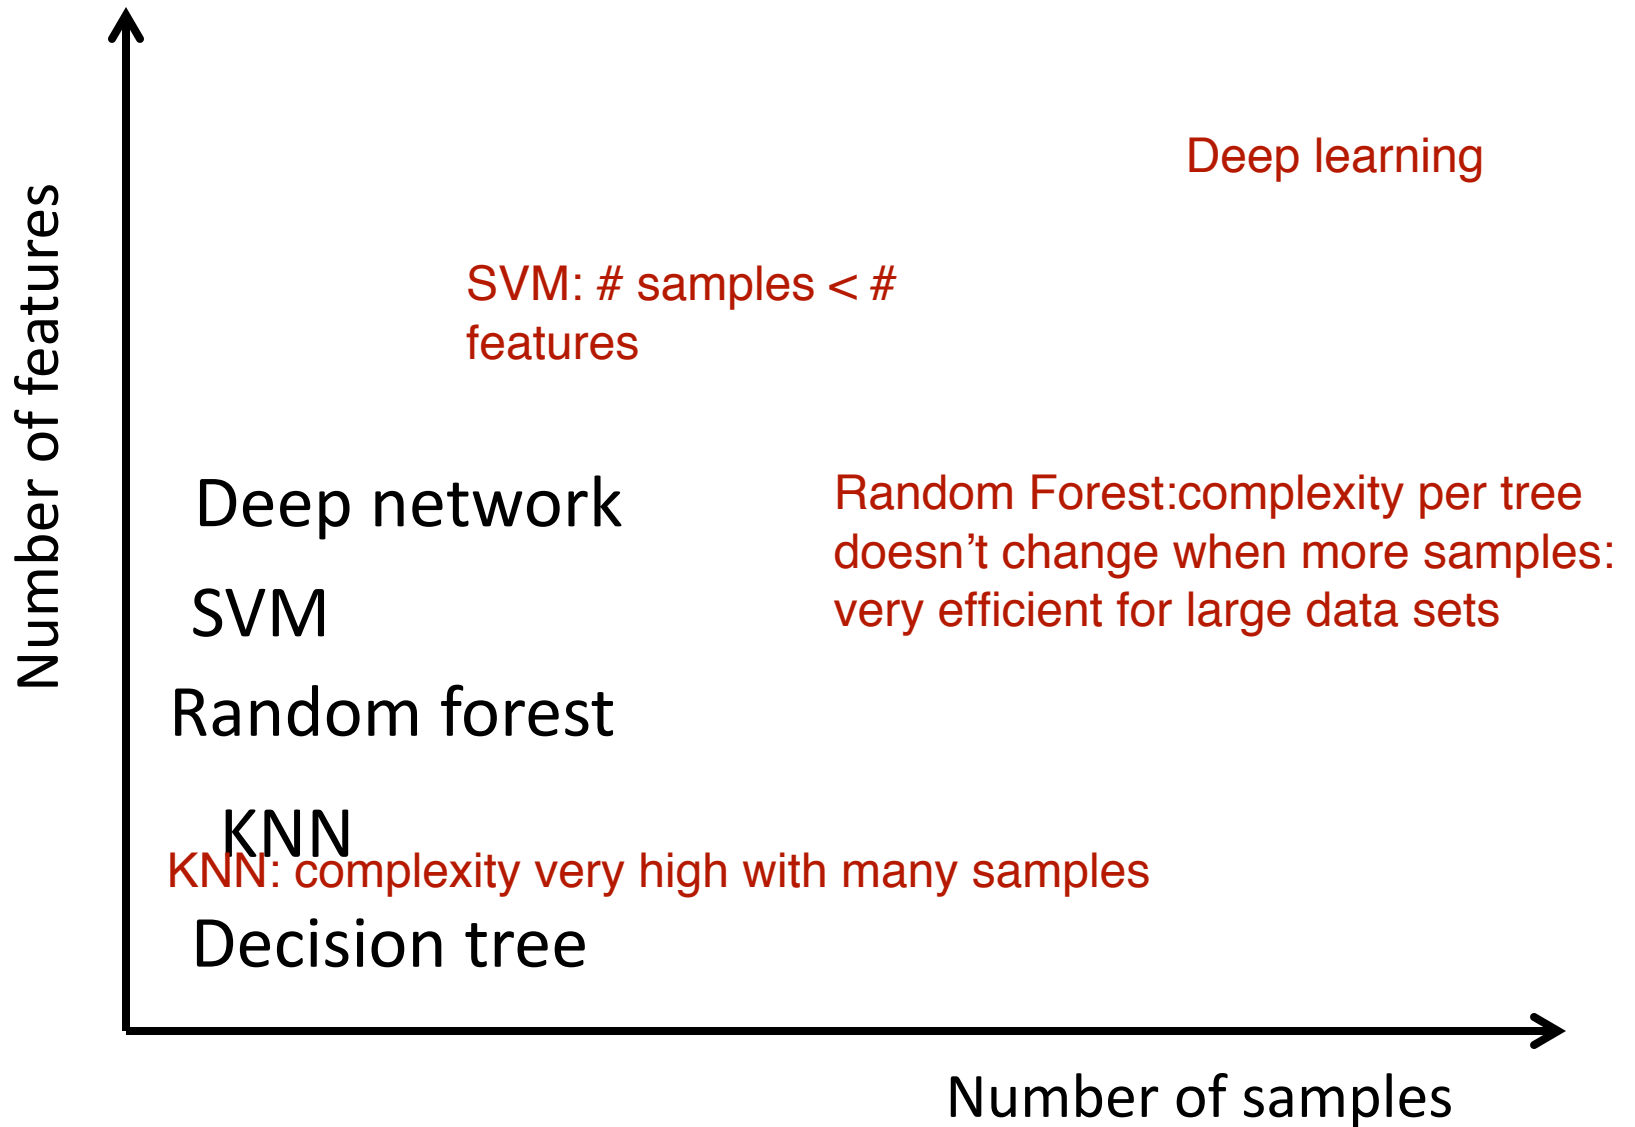 Number of features
Deep learning
SVM: # samples < #
features
Deep network
SVM
Random forest
Random Forest:complexity per tree
doesn’t change when more samples:
very efficient for large data sets
KNN
KNN: complexity very high with many samples
Decision tree
Number of samples